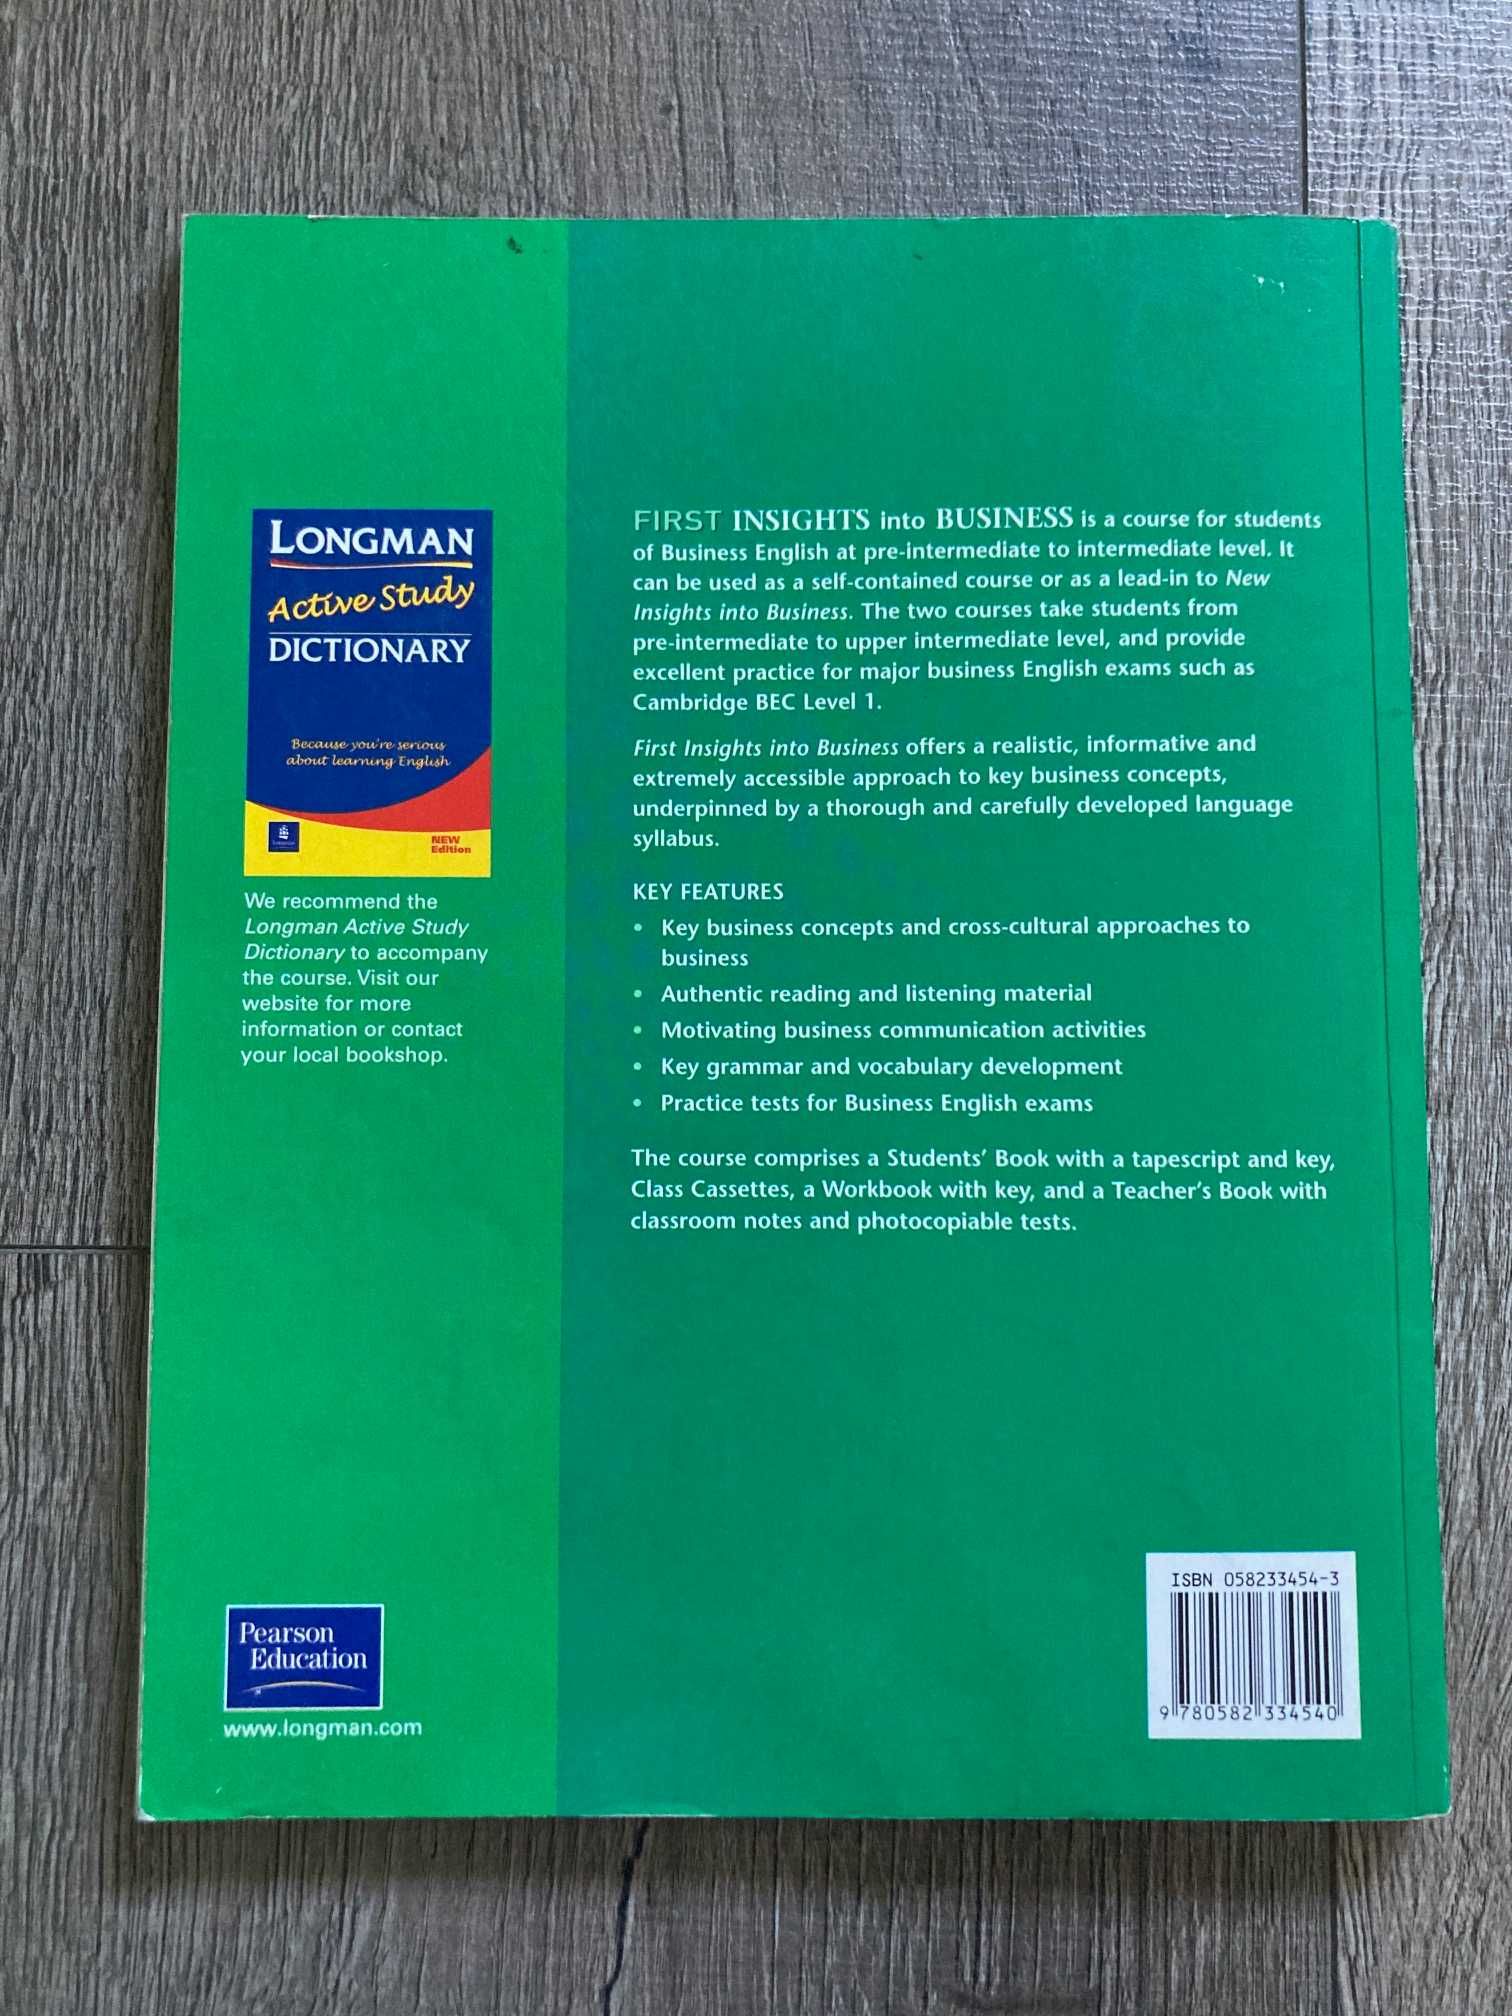 LONGMAN
Active Study
DICTIONARY
Because you're serious
about learning English
NEW
Edition
We recommend the
Longman Active Study
Dictionary to accompany
the course. Visit our
website for more
information or contact
your local bookshop.
FIRST INSIGHTS into BUSINESS is a course for students
of Business English at pre-intermediate to intermediate level. It
can be used as a self-contained course or as a lead-in to New
Insights into Business. The two courses take students from
pre-intermediate to upper intermediate level, and provide
excellent practice for major business English exams such as
Cambridge BEC Level 1.
First Insights into Business offers a realistic, informative and
extremely accessible approach to key business concepts,
underpinned by a thorough and carefully developed language
syllabus.
KEY FEATURES
• Key business concepts and cross-cultural approaches to
business
• Authentic reading and listening material
• Motivating business communication activities
• Key grammar and vocabulary development
• Practice tests for Business English exams
The course comprises a Students' Book with a tapescript and key,
Class Cassettes, a Workbook with key, and a Teacher's Book with
classroom notes and photocopiable tests.
Pearson
Education
www.longman.com
ISBN 058233454-3
9 780582 334540